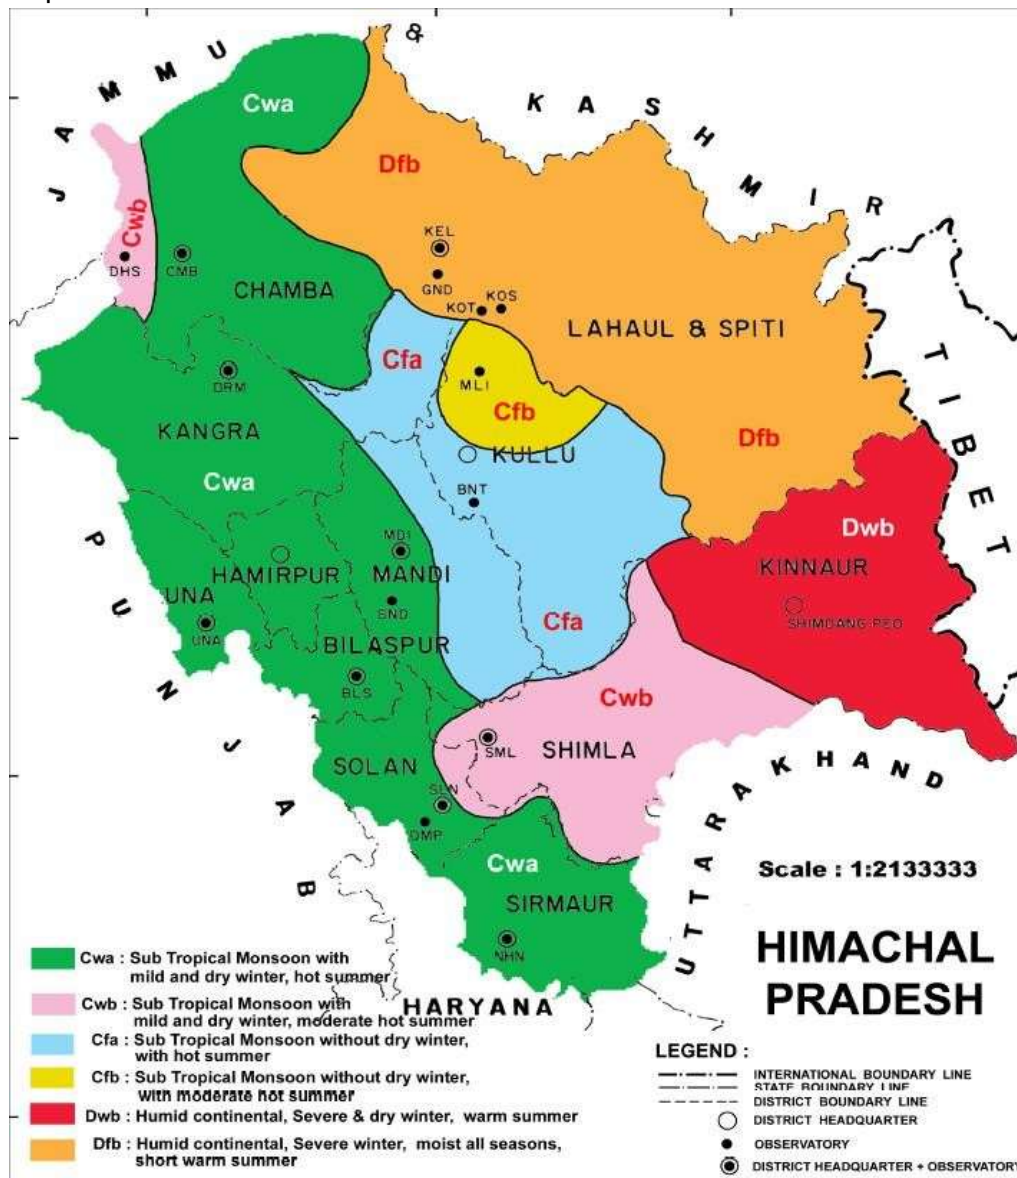 JAMMU & KASHMIR
Cwa
Dfb
Cwb
KEL
DHS
CMB
GND
CHAMBA
KOT
KOS
LAHAUL & SPITI
TIBET
Cfa
DRM
MLI
Cfb
KANGRA
Dfb
KULLU
Cwa
BNT
Dwb
PUNJAB
MDI
HAMIRPUR
MANDI
KINNAUR
UNA
BND
SHIMDANG-PEO
UNA
Cfa
BILASPUR
BLS
Cwb
SML
SHIMLA
SOLAN
SLN
UTTARAKHAND
DMP
Cwa
Scale : 1:2133333
SIRMAUR
NHN
HIMACHAL
PRADESH
HARYANA
Cwa : Sub Tropical Monsoon with
mild and dry winter, hot summer
Cwb : Sub Tropical Monsoon with
mild and dry winter, moderate hot summer
Cfa : Sub Tropical Monsoon without dry winter,
with hot summer
Cfb : Sub Tropical Monsoon without dry winter,
with moderate hot summer
Dwb : Humid continental, Severe & dry winter, warm summer
Dfb : Humid continental, Severe winter, moist all seasons,
short warm summer
LEGEND :
INTERNATIONAL BOUNDARY LINE
STATE BOUNDARY LINE
DISTRICT BOUNDARY LINE
DISTRICT HEADQUARTER
OBSERVATORY
DISTRICT HEADQUARTER + OBSERVATORY